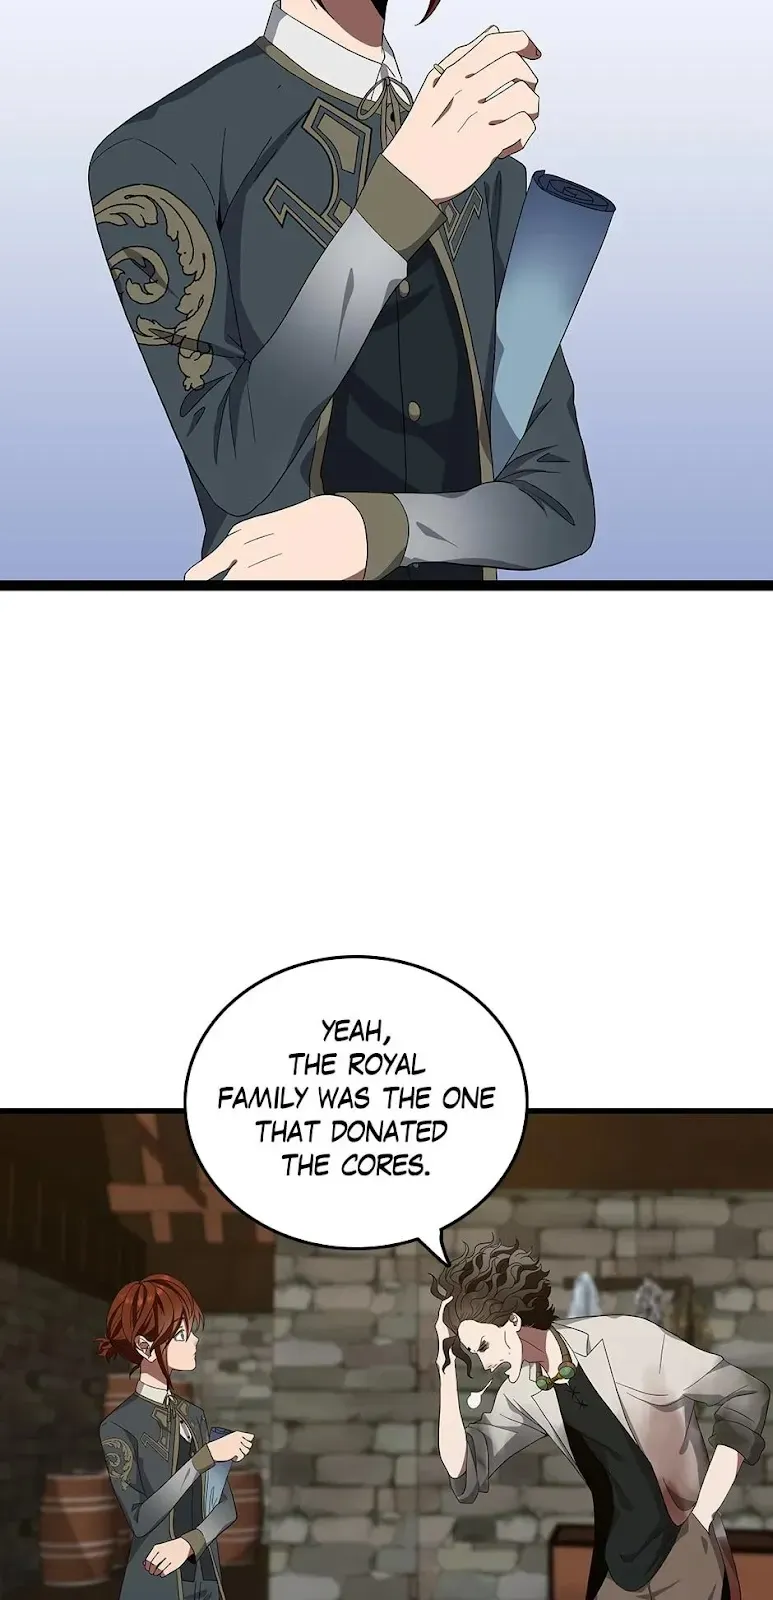 YEAH,
THE ROYAL
FAMILY WAS THE ONE
THAT DONATED
THE CORES.